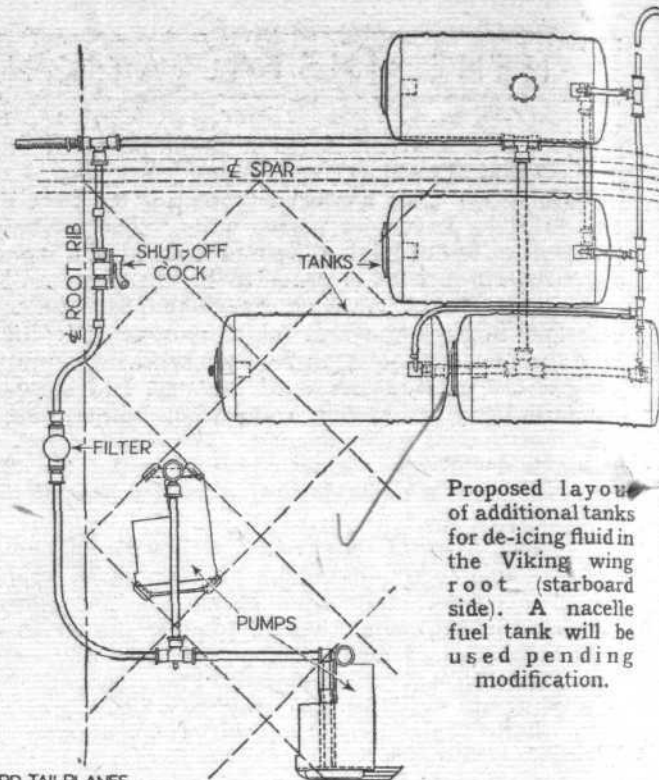 ℄ SPAR
℄ ROOT RIB
SHUT-OFF
COCK
TANKS
FILTER
PUMPS
Proposed layout
of additional tanks
for de-icing fluid in
the Viking wing
root (starboard
side). A nacelle
fuel tank will be
used pending
modification.
TAILPLANES